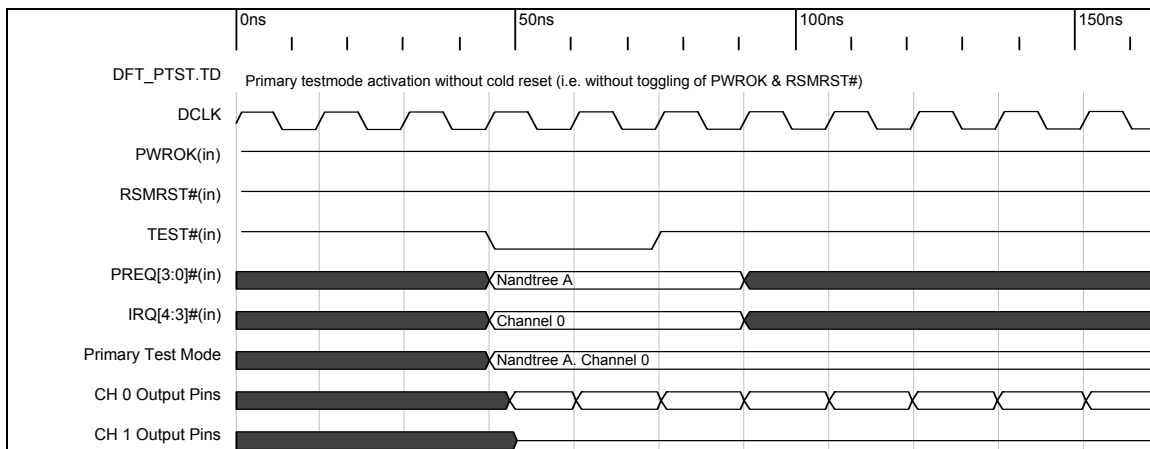 0ns 50ns 100ns 150ns
DFT_PTST.TD Primary testmode activation without cold reset (i.e. without toggling of PWROK & RSMRST#)
DCLK
PWROK(in)
RSMRST#(in)
TEST#(in)
PREQ[3:0]#(in) Nandtree A
IRQ[4:3]#(in) Channel 0
Primary Test Mode Nandtree A. Channel 0
CH 0 Output Pins
CH 1 Output Pins